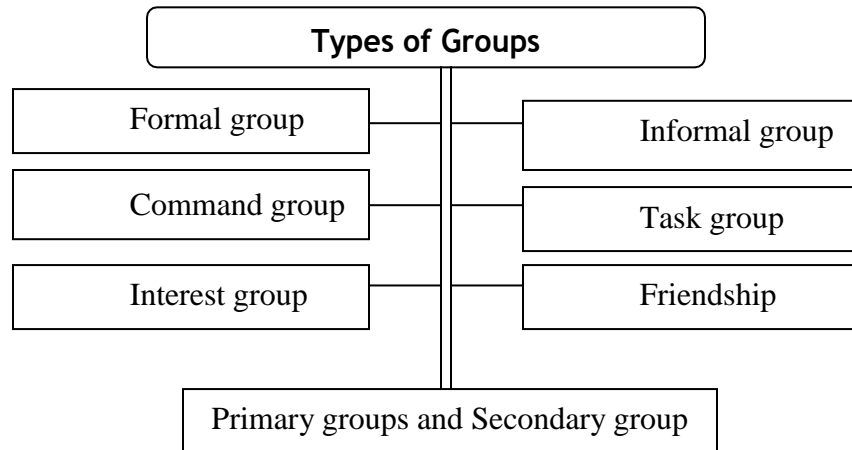 Types of Groups
Formal group
Informal group
Command group
Task group
Interest group
Friendship
Primary groups and Secondary group